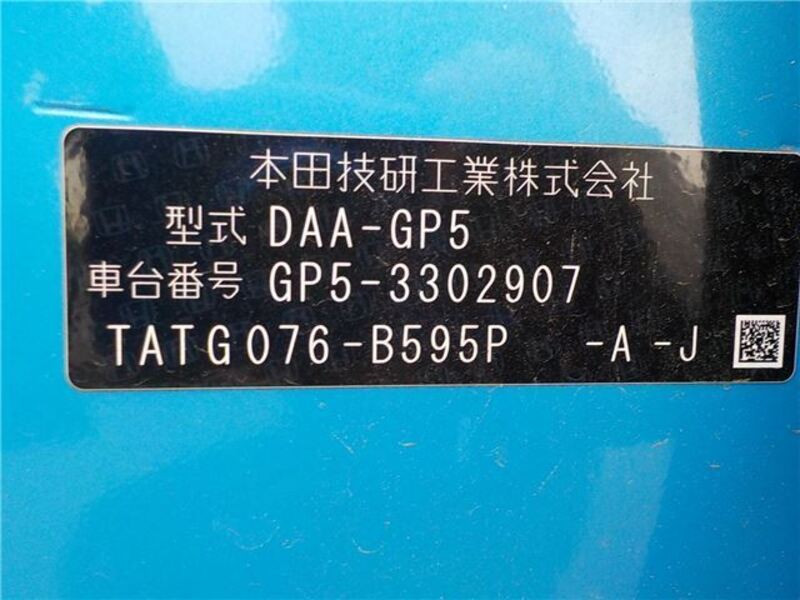 本田技研工業株式会社
型式 DAA-GP5
車台番号 GP5-3302907
TATG076-B595P -A -J